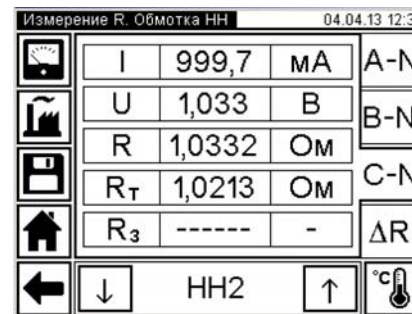 Измерение R. Обмотка НН 04.04.13 12:3
I 999,7 мА A-N
U 1,033 В B-N
R 1,0332 Ом
Rт 1,0213 Ом C-N
R₃ ------ - ΔR
↓ НН2 ↑ °C